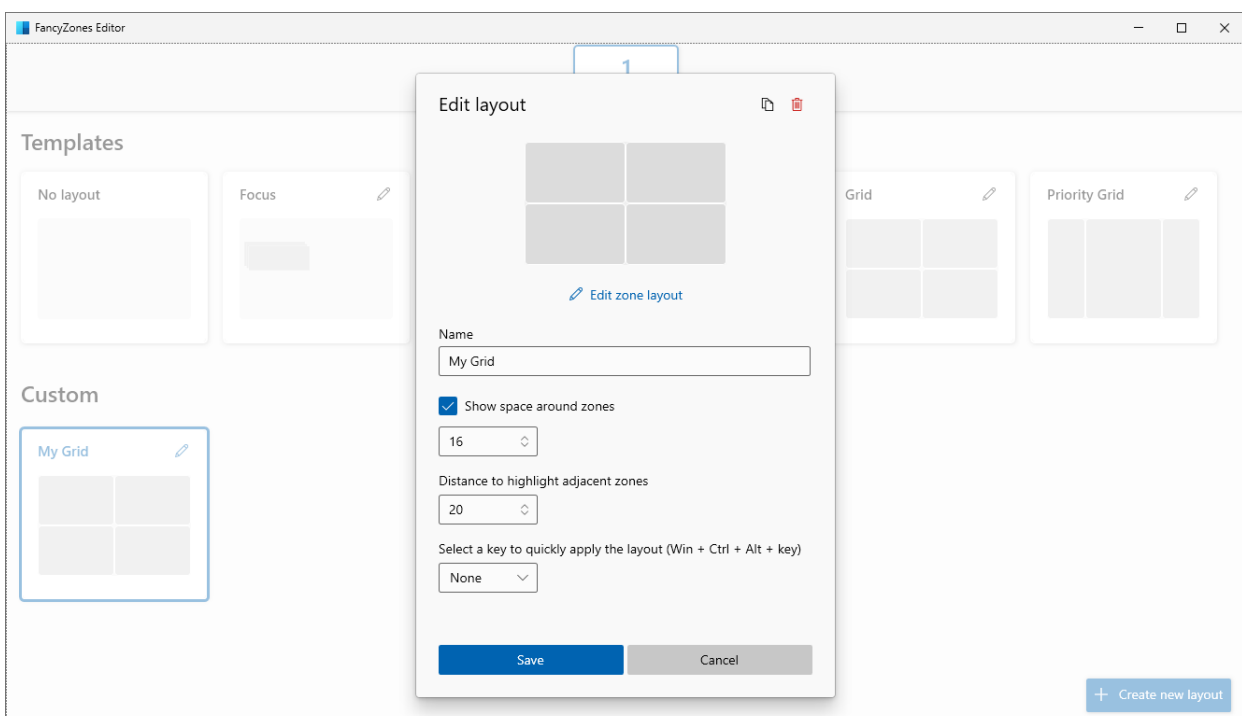 FancyZones Editor
1
Edit layout
Templates
No layout
Focus
Grid
Priority Grid
Edit zone layout
Name
My Grid
Custom
Show space around zones
My Grid
16
Distance to highlight adjacent zones
20
Select a key to quickly apply the layout (Win + Ctrl + Alt + key)
None
Save
Cancel
Create new layout